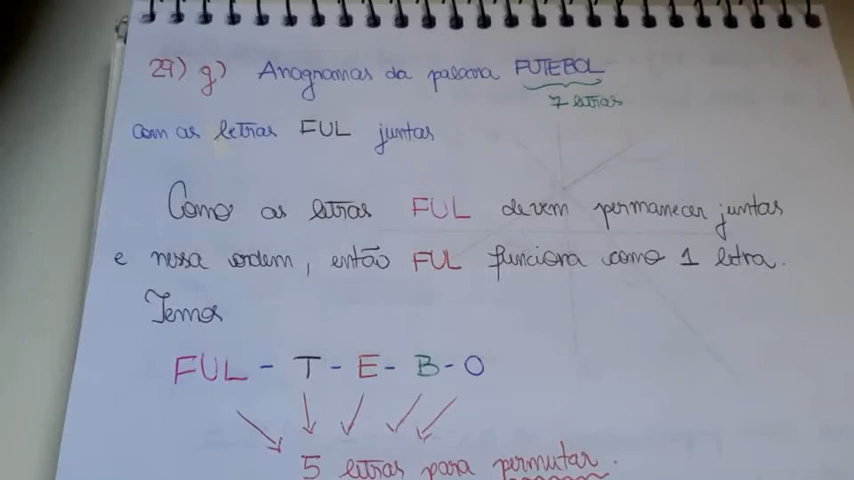 29) g) Anagramas da palavra FUTEBOL
7 letras
com as letras FUL juntas
Como as letras FUL devem permanecer juntas
e nessa ordem, então FUL funciona como 1 letra.
Temos
FUL - T - E - B - O
5 letras para permutar.